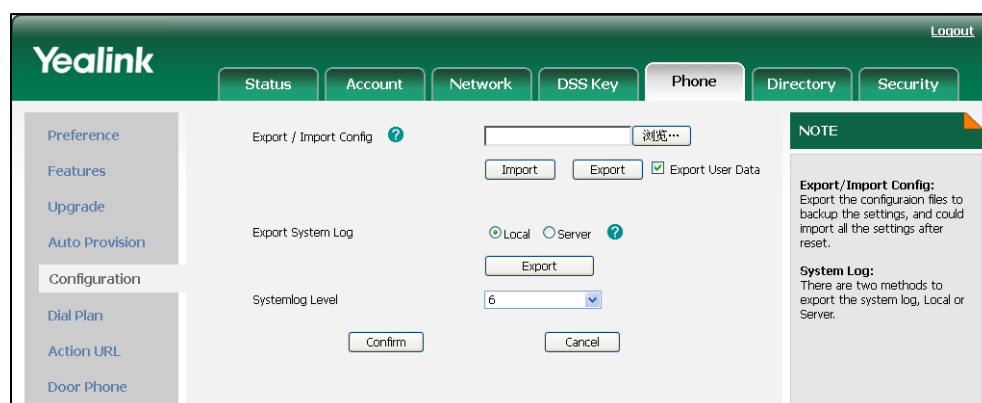 Logout
Yealink
Status Account Network DSS Key Phone Directory Security
Preference
Features
Upgrade
Auto Provision
Configuration
Dial Plan
Action URL
Door Phone
Export / Import Config ? 浏览…
Import Export Export User Data
Export System Log Local Server ?
Export
Systemlog Level 6
Confirm Cancel
NOTE
Export/Import Config:
Export the configuraion files to
backup the settings, and could
import all the settings after
reset.
System Log:
There are two methods to
export the system log, Local or
Server.